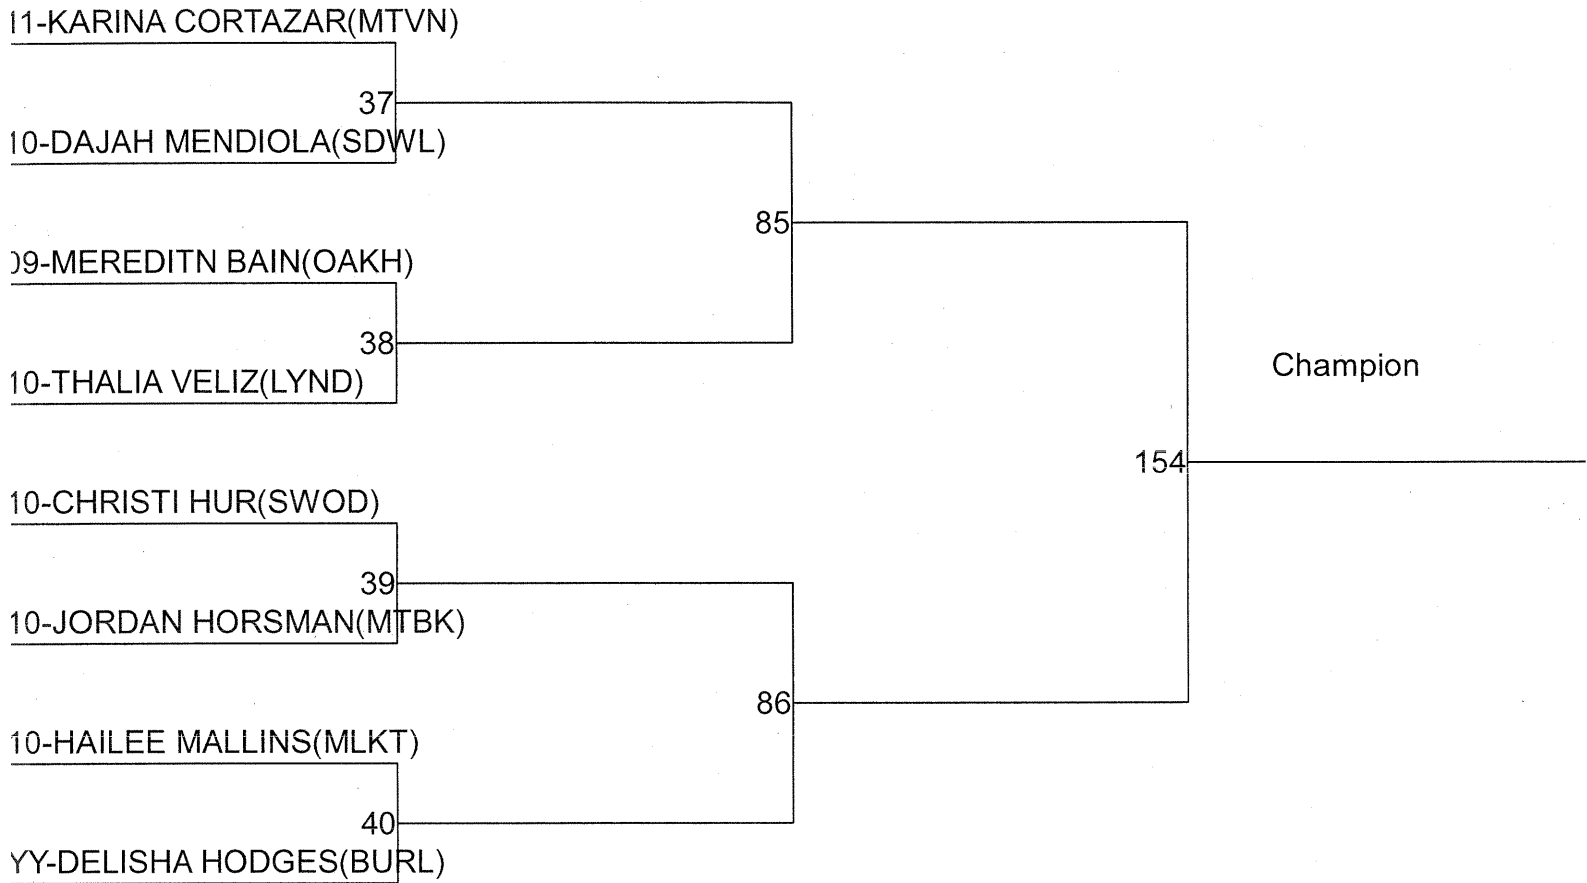 11-KARINA CORTAZAR(MTVN)
37
10-DAJAH MENDIOLA(SDWL)
85
09-MEREDITN BAIN(OAKH)
38
10-THALIA VELIZ(LYND)
Champion
154
10-CHRISTI HUR(SWOD)
39
10-JORDAN HORSMAN(MTBK)
86
10-HAILEE MALLINS(MLKT)
40
YY-DELISHA HODGES(BURL)